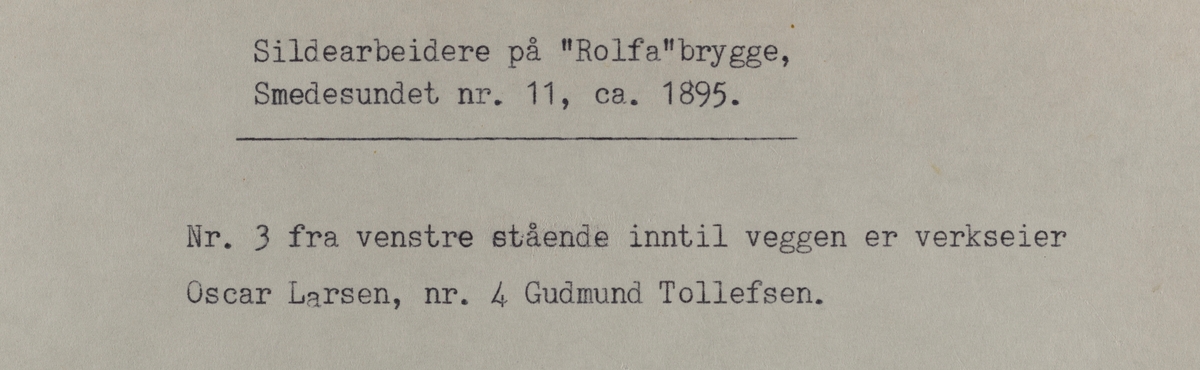 Sildearbeidere på "Rolfa"brygge,
Smedesundet nr. 11, ca. 1895.
Nr. 3 fra venstre stående inntil veggen er verkseier
Oscar Larsen, nr. 4 Gudmund Tollefsen.